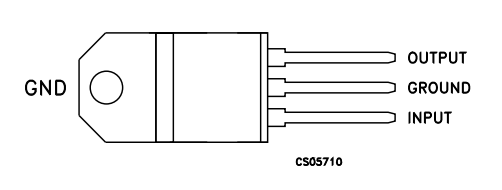 OUTPUT
GND
GROUND
INPUT
CS05710